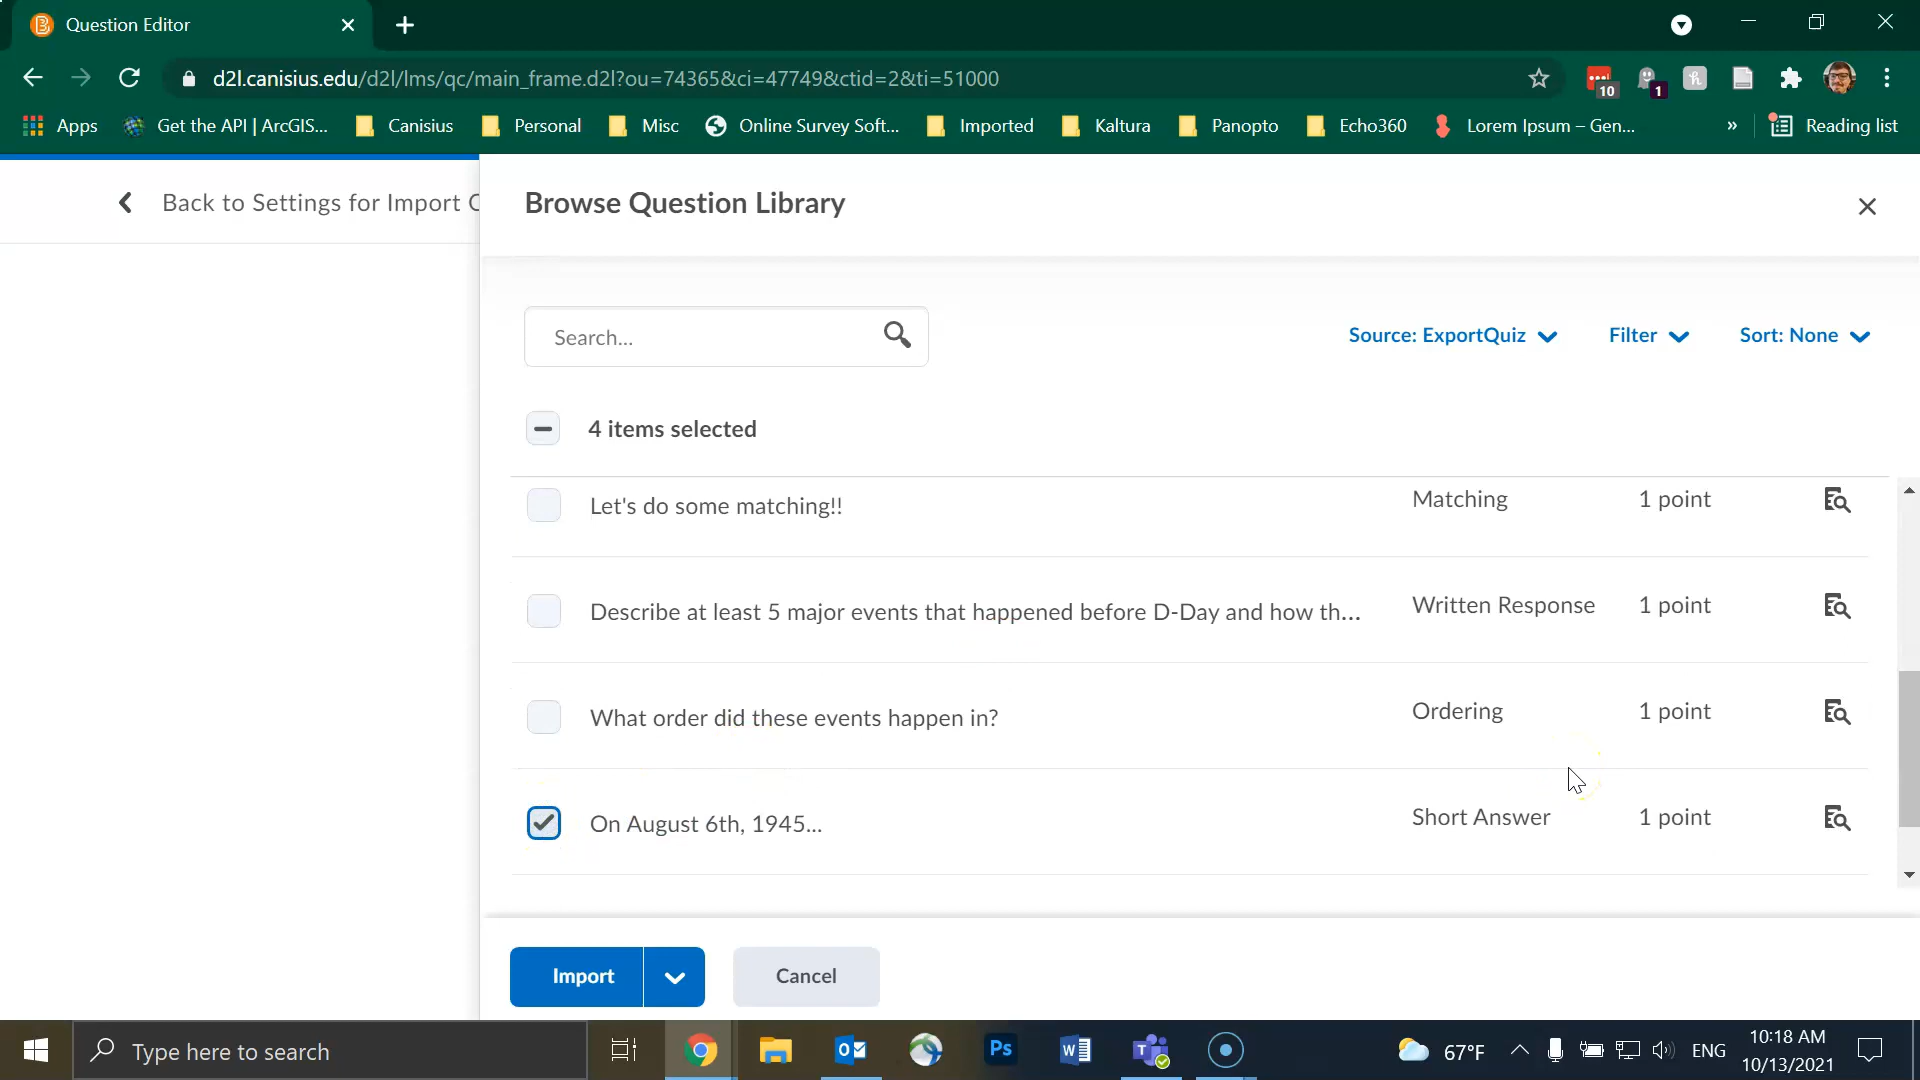 Question Editor
d2l.canisius.edu/d2l/lms/qc/main_frame.d2l?ou=74365&ci=47749&ctid=2&ti=51000
10
1
h
Apps
Get the API | ArcGIS...
Canisius
Personal
Misc
Online Survey Soft...
Imported
Kaltura
Panopto
Echo360
Lorem Ipsum – Gen...
»
Reading list
Back to Settings for Import
Browse Question Library
Search...
Source: ExportQuiz
Filter
Sort: None
4 items selected
Let's do some matching!! Matching 1 point
Describe at least 5 major events that happened before D-Day and how th... Written Response 1 point
What order did these events happen in? Ordering 1 point
On August 6th, 1945... Short Answer 1 point
Import
Cancel
Type here to search
Ps
67°F
ENG
10:18 AM
10/13/2021